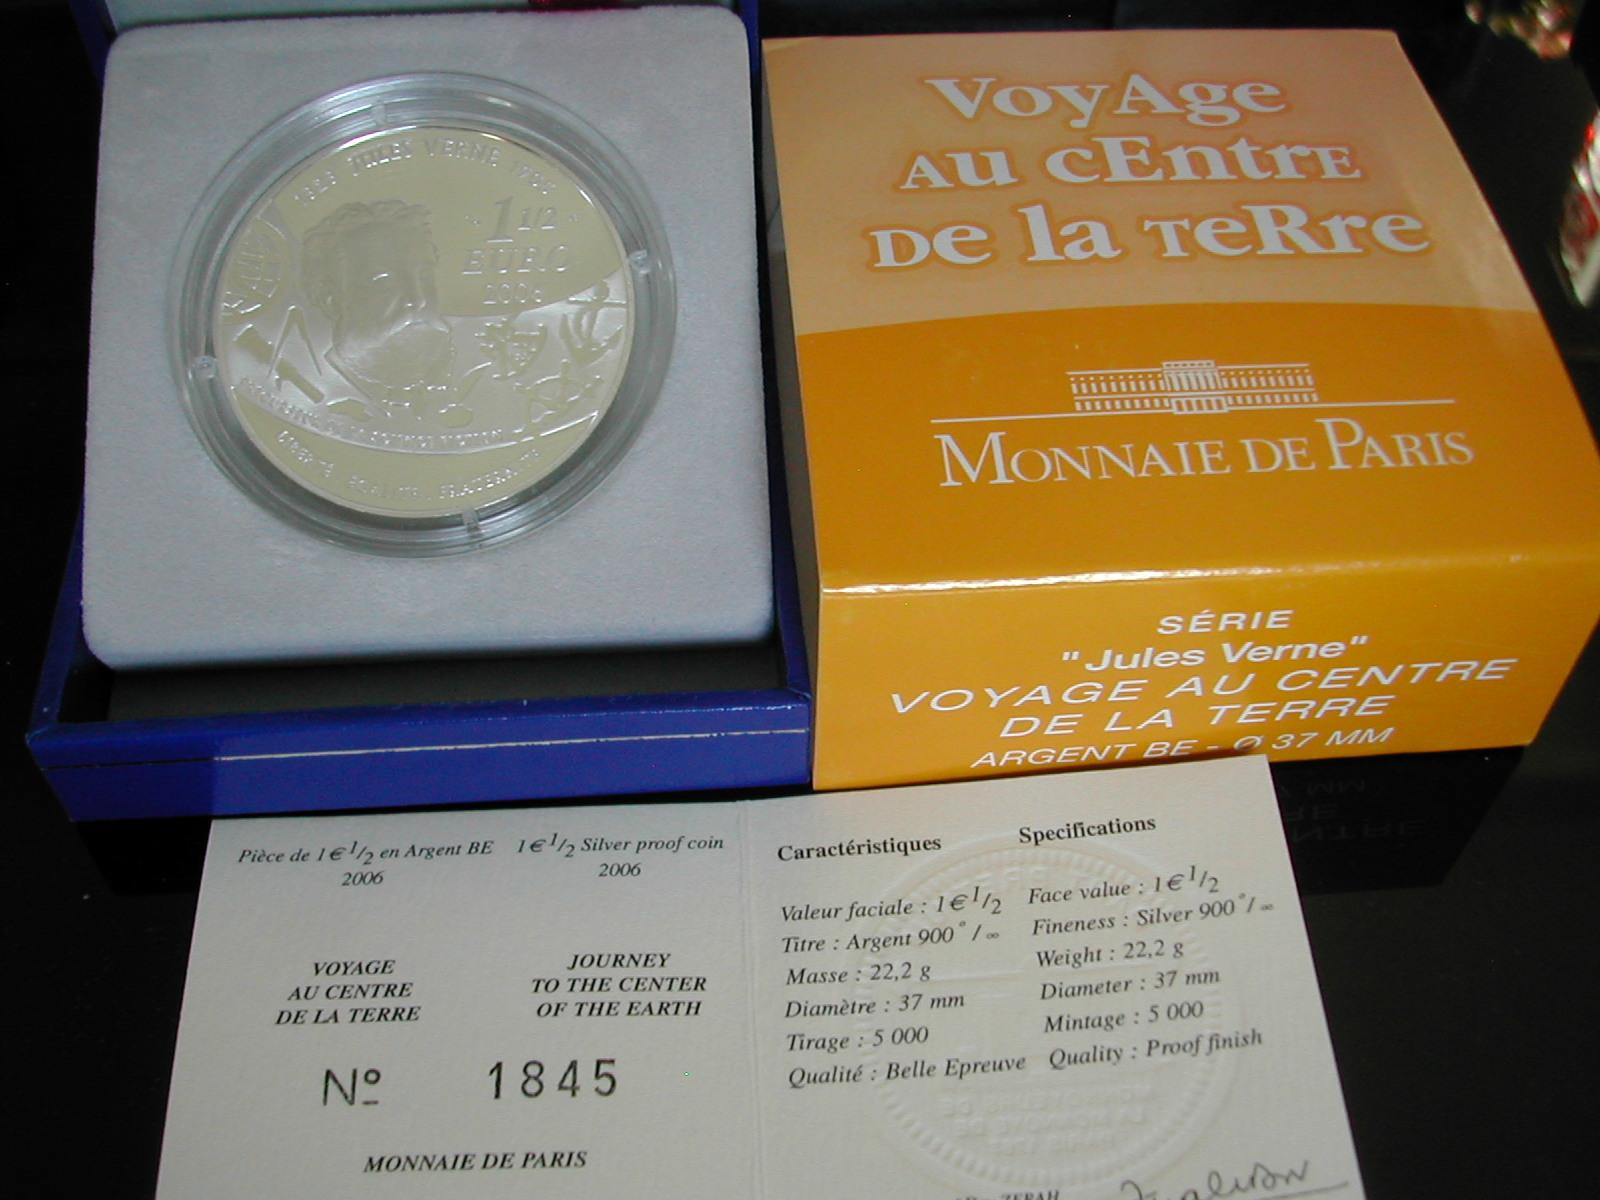 JULES VERNE
1 1/2
EURO
2006
VoyAge
AU cEntrE
De la TeRre
MONNAIE DE PARIS
SÉRIE
"Jules Verne"
VOYAGE AU CENTRE
DE LA TERRE
ARGENT BE - Ø 37 MM
Pièce de 1€1/2 en Argent BE
2006
1€1/2 Silver proof coin
2006
VOYAGE
AU CENTRE
DE LA TERRE
JOURNEY
TO THE CENTER
OF THE EARTH
Nº 1845
MONNAIE DE PARIS
Caractéristiques
Valeur faciale : 1€1/2
Titre : Argent 900°/∞
Masse : 22,2 g
Diamètre : 37 mm
Tirage : 5 000
Qualité : Belle Epreuve
Specifications
Face value : 1€1/2
Fineness : Silver 900°/∞
Weight : 22,2 g
Diameter : 37 mm
Mintage : 5 000
Quality : Proof finish